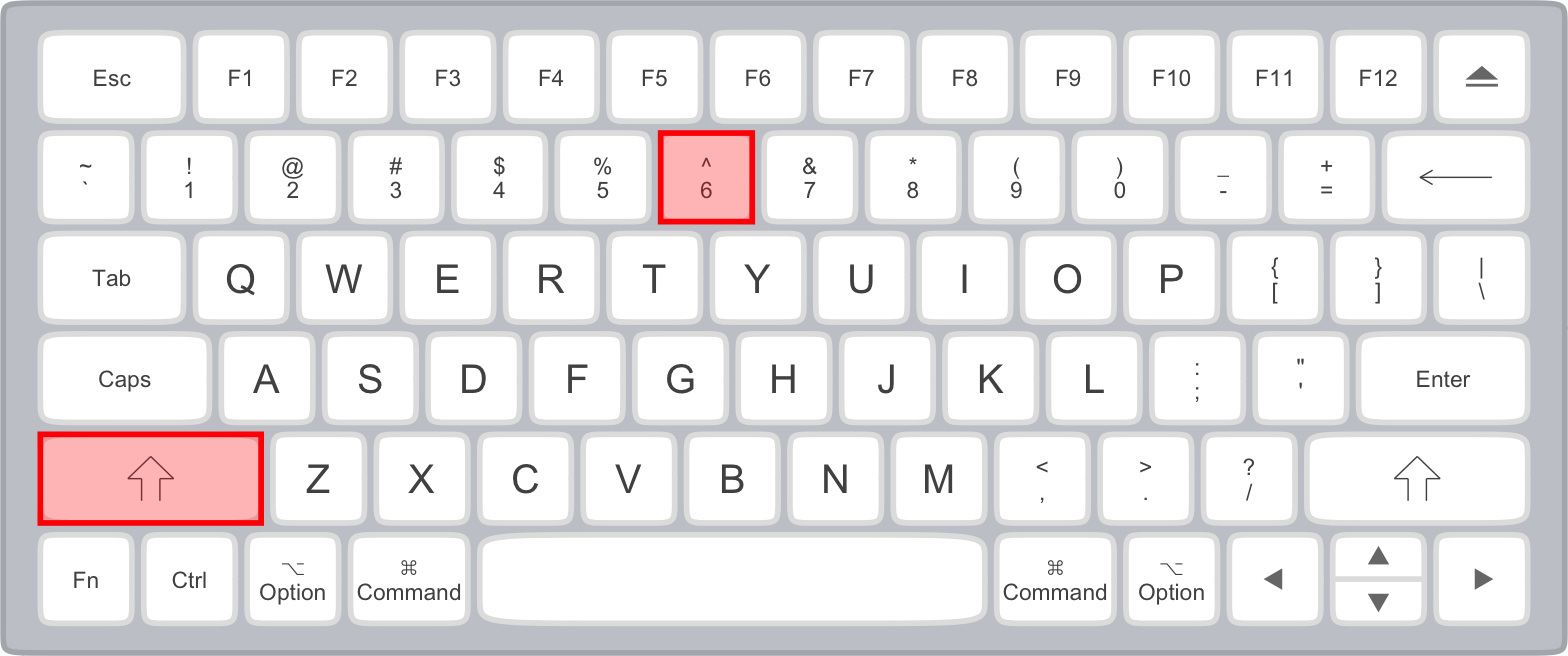 Esc F1 F2 F3 F4 F5 F6 F7 F8 F9 F10 F11 F12
~ ! @ # $ % ^ & * ( ) _ +
` 1 2 3 4 5 6 7 8 9 0 - =
Tab Q W E R T Y U I O P { } |
[ ] \
Caps A S D F G H J K L : " Enter
; '
Z X C V B N M < > ?
, . /
⌥ ⌘ ⌘ ⌥
Fn Ctrl Option Command Command Option